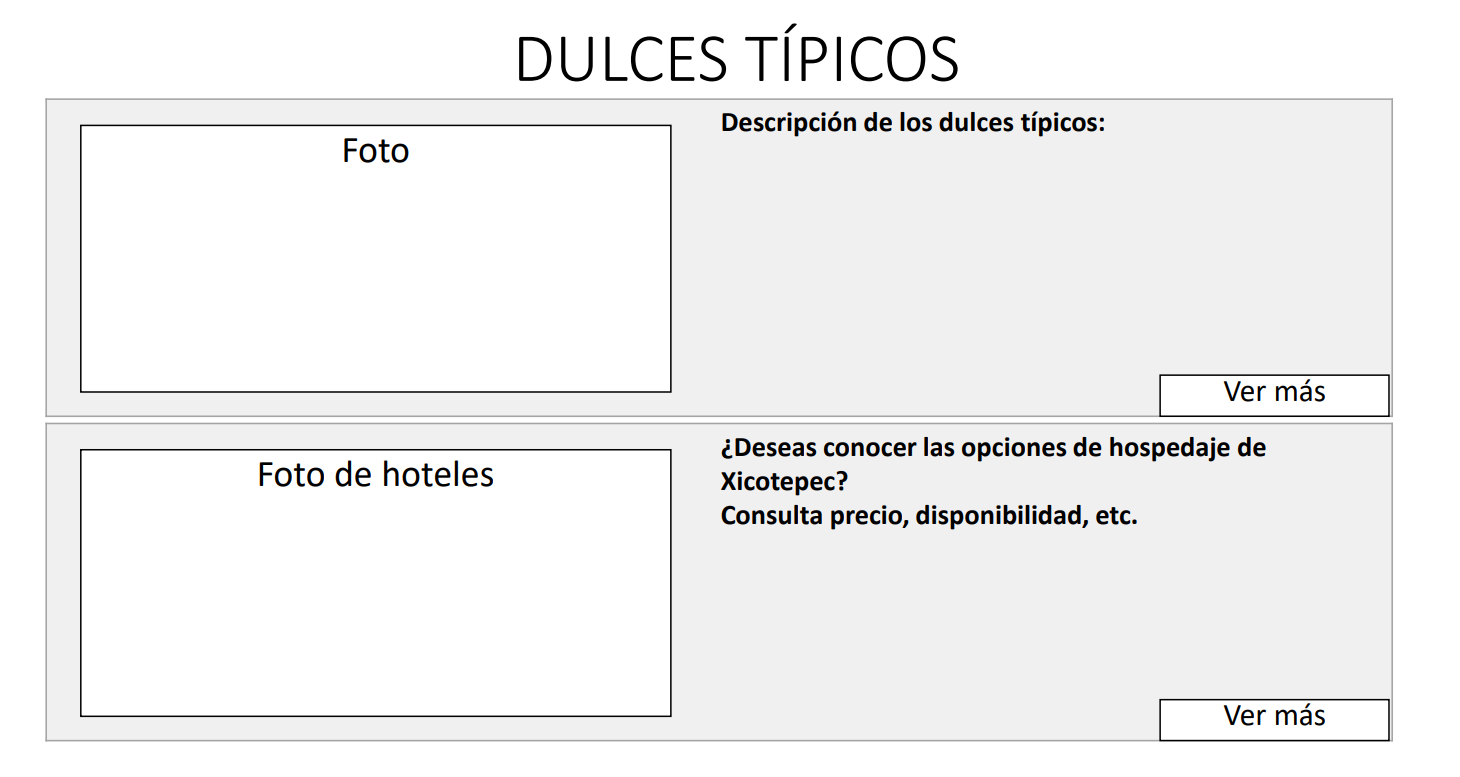 DULCES TÍPICOS
Foto
Descripción de los dulces típicos:
Ver más
Foto de hoteles
¿Deseas conocer las opciones de hospedaje de
Xicotepec?
Consulta precio, disponibilidad, etc.
Ver más